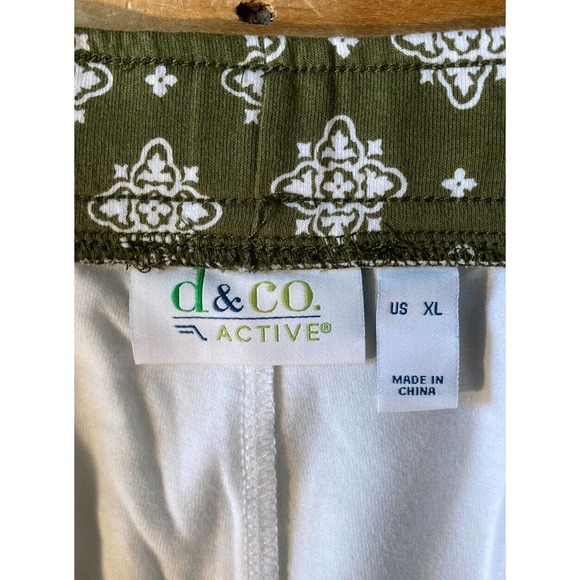 d&co.
ACTIVE®
US XL
MADE IN
CHINA